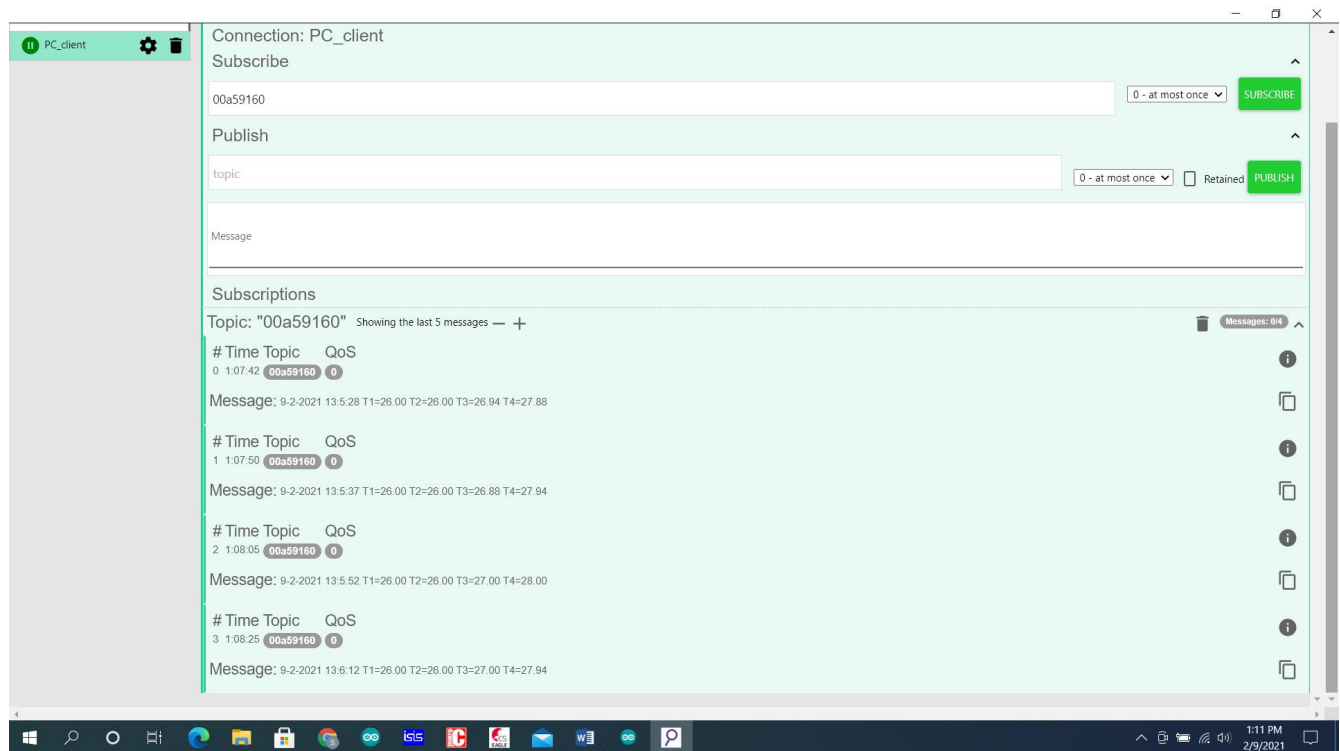 PC_client
Connection: PC_client
Subscribe
00a59160
0 - at most once
SUBSCRIBE
Publish
topic
0 - at most once
Retained
PUBLISH
Message
Subscriptions
Topic: "00a59160" Showing the last 5 messages
Messages: 0/4
# Time Topic QoS
0 1:07:42 00a59160 0
Message: 9-2-2021 13:5:28 T1=26.00 T2=26.00 T3=26.94 T4=27.88
# Time Topic QoS
1 1:07:50 00a59160 0
Message: 9-2-2021 13:5:37 T1=26.00 T2=26.00 T3=26.88 T4=27.94
# Time Topic QoS
2 1:08:05 00a59160 0
Message: 9-2-2021 13:5:52 T1=26.00 T2=26.00 T3=27.00 T4=28.00
# Time Topic QoS
3 1:08:25 00a59160 0
Message: 9-2-2021 13:6:12 T1=26.00 T2=26.00 T3=27.00 T4=27.94
isis
EAGLE
1:11 PM
2/9/2021